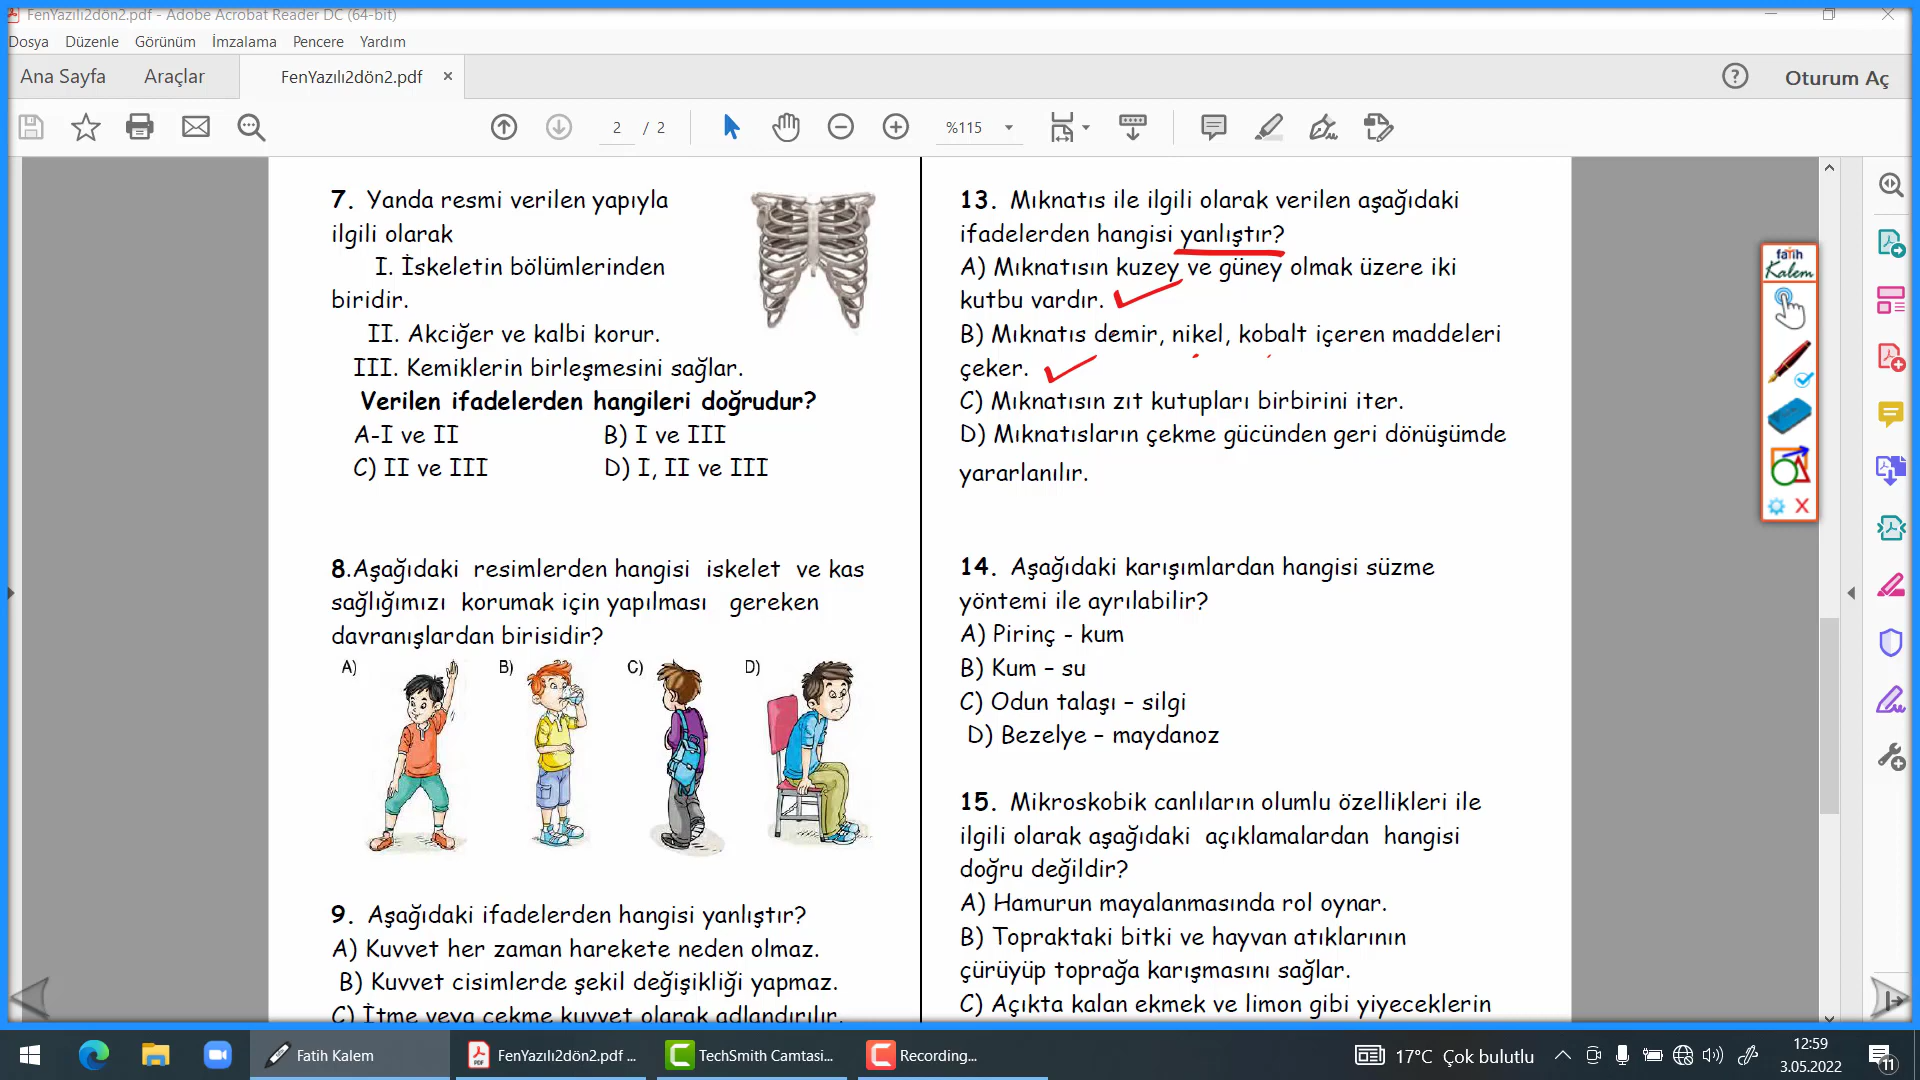 FenYazılı2dön2.pdf - Adobe Acrobat Reader DC (64-bit)
Dosya Düzenle Görünüm İmzalama Pencere Yardım
Ana Sayfa Araçlar FenYazılı2dön2.pdf × Oturum Aç
2 / 2 %115
7. Yanda resmi verilen yapıyla
ilgili olarak
I. İskeletin bölümlerinden
biridir.
II. Akciğer ve kalbi korur.
III. Kemiklerin birleşmesini sağlar.
Verilen ifadelerden hangileri doğrudur?
A-I ve II B) I ve III
C) II ve III D) I, II ve III
8.Aşağıdaki resimlerden hangisi iskelet ve kas
sağlığımızı korumak için yapılması gereken
davranışlardan birisidir?
A) B) C) D)
9. Aşağıdaki ifadelerden hangisi yanlıştır?
A) Kuvvet her zaman harekete neden olmaz.
B) Kuvvet cisimlerde şekil değişikliği yapmaz.
C) İtme veya çekme kuvvet olarak adlandırılır.
13. Mıknatıs ile ilgili olarak verilen aşağıdaki
ifadelerden hangisi yanlıştır?
A) Mıknatısın kuzey ve güney olmak üzere iki
kutbu vardır.
B) Mıknatıs demir, nikel, kobalt içeren maddeleri
çeker.
C) Mıknatısın zıt kutupları birbirini iter.
D) Mıknatısların çekme gücünden geri dönüşümde
yararlanılır.
14. Aşağıdaki karışımlardan hangisi süzme
yöntemi ile ayrılabilir?
A) Pirinç - kum
B) Kum – su
C) Odun talaşı – silgi
D) Bezelye – maydanoz
15. Mikroskobik canlıların olumlu özellikleri ile
ilgili olarak aşağıdaki açıklamalardan hangisi
doğru değildir?
A) Hamurun mayalanmasında rol oynar.
B) Topraktaki bitki ve hayvan atıklarının
çürüyüp toprağa karışmasını sağlar.
C) Açıkta kalan ekmek ve limon gibi yiyeceklerin
fatih
Kalem
Fatih Kalem FenYazılı2dön2.pdf ... TechSmith Camtasi... Recording...
17°C Çok bulutlu
12:59
3.05.2022
11